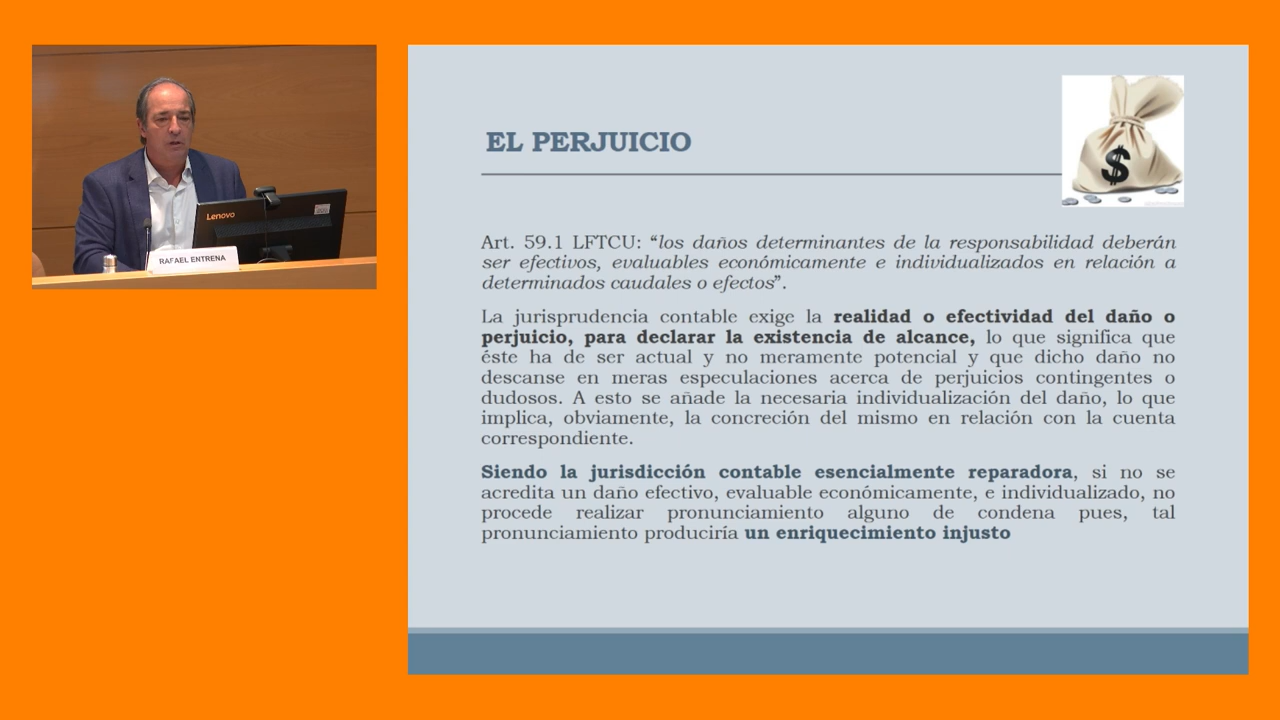 Lenovo
RAFAEL ENTRENA
EL PERJUICIO
$
Art. 59.1 LFTCU: “los daños determinantes de la responsabilidad deberán
ser efectivos, evaluables económicamente e individualizados en relación a
determinados caudales o efectos”.
La jurisprudencia contable exige la realidad o efectividad del daño o
perjuicio, para declarar la existencia de alcance, lo que significa que
éste ha de ser actual y no meramente potencial y que dicho daño no
descanse en meras especulaciones acerca de perjuicios contingentes o
dudosos. A esto se añade la necesaria individualización del daño, lo que
implica, obviamente, la concreción del mismo en relación con la cuenta
correspondiente.
Siendo la jurisdicción contable esencialmente reparadora, si no se
acredita un daño efectivo, evaluable económicamente, e individualizado, no
procede realizar pronunciamiento alguno de condena pues, tal
pronunciamiento produciría un enriquecimiento injusto